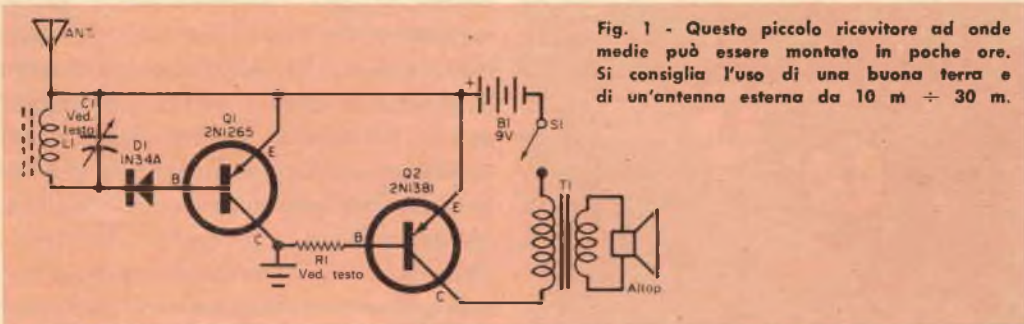 Fig. 1 - Questo piccolo ricevitore ad onde
medie può essere montato in poche ore.
Si consiglia l'uso di una buona terra e
di un'antenna esterna da 10 m ÷ 30 m.
ANT.
C1
Ved.
testo
L1
D1
1N34A
Q1
2N1265
B
E
C
R1
Ved. testo
Q2
2N1381
B
E
C
+
B1
9V
S1
T1
Altop.